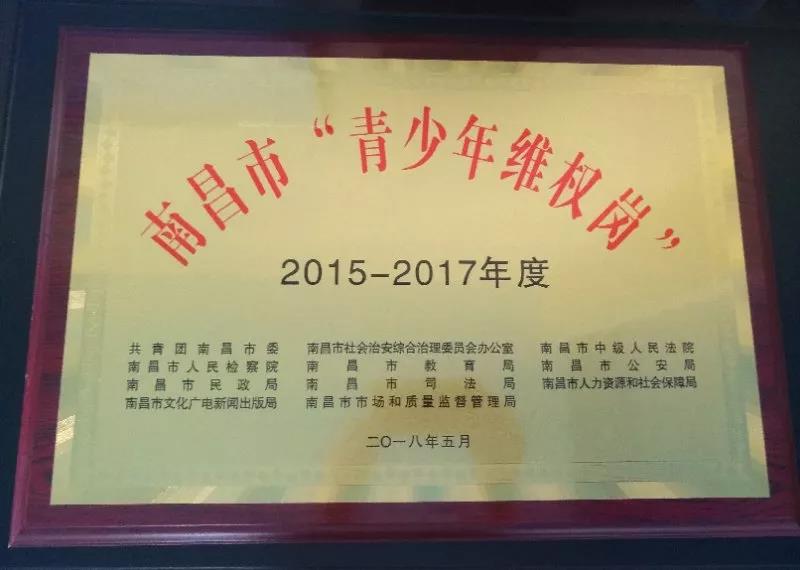 南昌市“青少年维权岗”
2015-2017年度
共青团南昌市委 南昌市社会治安综合治理委员会办公室 南昌市中级人民法院
南昌市人民检察院 南昌市教育局 南昌市公安局
南昌市民政局 南昌市司法局 南昌市人力资源和社会保障局
南昌市文化广电新闻出版局 南昌市市场和质量监督管理局
二〇一八年五月